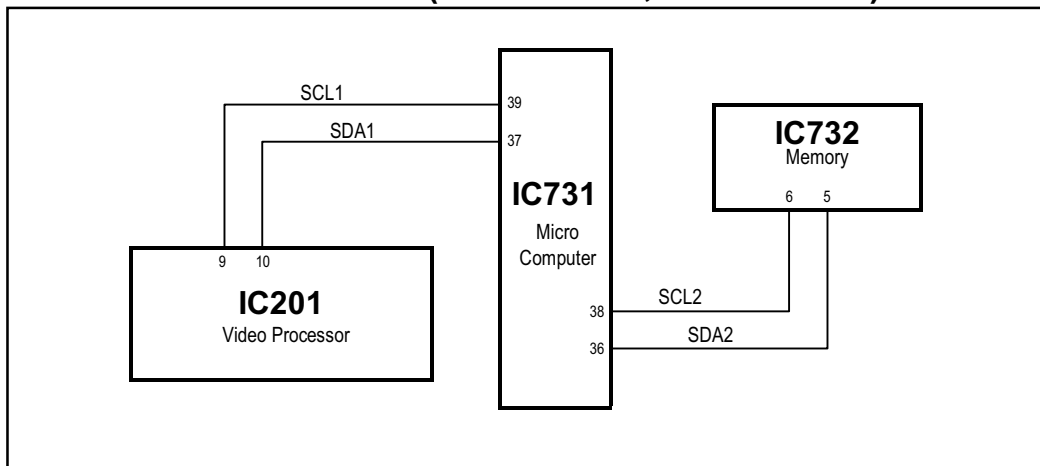 SCL1
39
SDA1
37
IC732
Memory
6 5
IC731
Micro
Computer
9 10
IC201
Video Processor
SCL2
38
SDA2
36